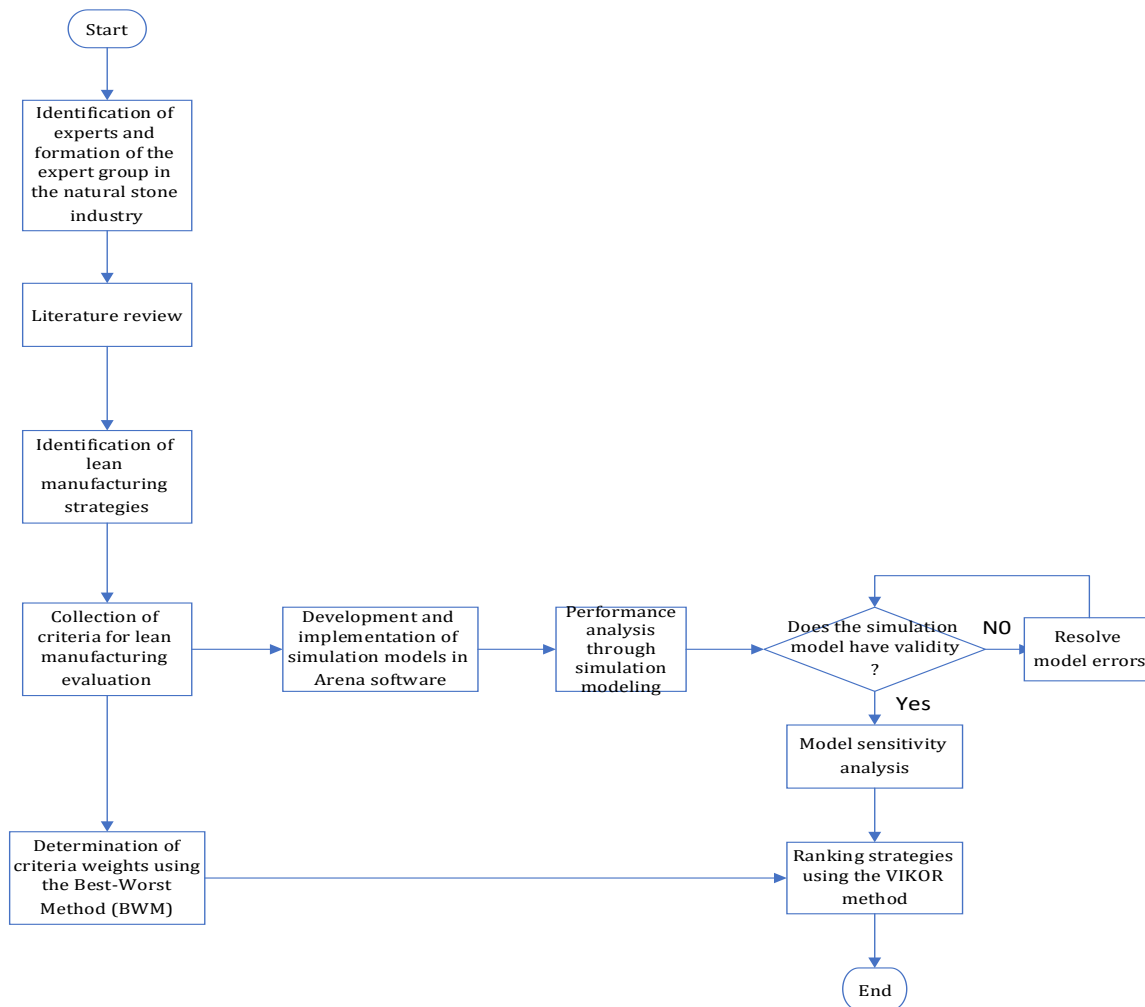 Start
Identification of
experts and
formation of the
expert group in
the natural stone
industry
Literature review
Identification of
lean
manufacturing
strategies
Collection of
criteria for lean
manufacturing
evaluation
Development and
implementation of
simulation models in
Arena software
Performance
analysis
through
simulation
modeling
Does the simulation
model have validity
?
N0
Resolve
model errors
Yes
Model sensitivity
analysis
Determination of
criteria weights using
the Best-Worst
Method (BWM)
Ranking strategies
using the VIKOR
method
End